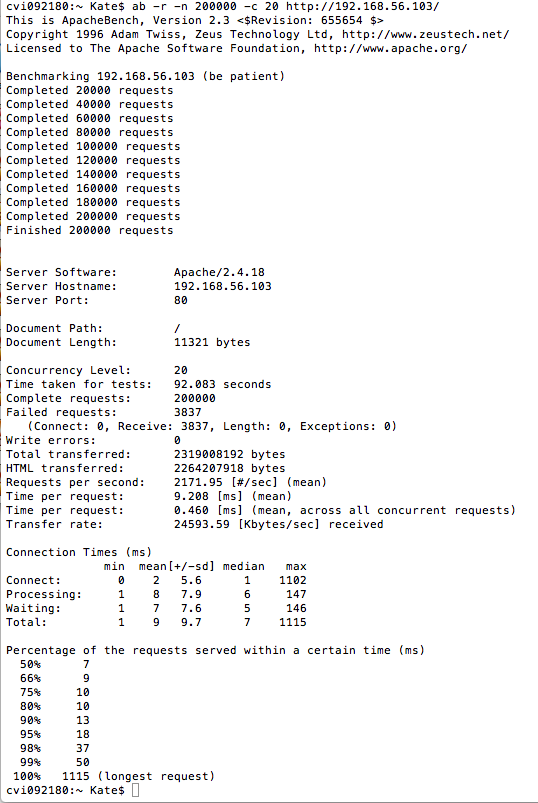 cvi092180:~ Kate$ ab -r -n 200000 -c 20 http://192.168.56.103/
This is ApacheBench, Version 2.3 <$Revision: 655654 $>
Copyright 1996 Adam Twiss, Zeus Technology Ltd, http://www.zeustech.net/
Licensed to The Apache Software Foundation, http://www.apache.org/

Benchmarking 192.168.56.103 (be patient)
Completed 20000 requests
Completed 40000 requests
Completed 60000 requests
Completed 80000 requests
Completed 100000 requests
Completed 120000 requests
Completed 140000 requests
Completed 160000 requests
Completed 180000 requests
Completed 200000 requests
Finished 200000 requests

Server Software:        Apache/2.4.18
Server Hostname:        192.168.56.103
Server Port:            80

Document Path:          /
Document Length:        11321 bytes

Concurrency Level:      20
Time taken for tests:   92.083 seconds
Complete requests:      200000
Failed requests:        3837
   (Connect: 0, Receive: 3837, Length: 0, Exceptions: 0)
Write errors:           0
Total transferred:      2319008192 bytes
HTML transferred:       2264207918 bytes
Requests per second:    2171.95 [#/sec] (mean)
Time per request:       9.208 [ms] (mean)
Time per request:       0.460 [ms] (mean, across all concurrent requests)
Transfer rate:          24593.59 [Kbytes/sec] received

Connection Times (ms)
              min  mean[+/-sd] median   max
Connect:        0    2   5.6      1    1102
Processing:     1    8   7.9      6     147
Waiting:        1    7   7.6      5     146
Total:          1    9   9.7      7    1115

Percentage of the requests served within a certain time (ms)
  50%      7
  66%      9
  75%     10
  80%     10
  90%     13
  95%     18
  98%     37
  99%     50
 100%   1115 (longest request)
cvi092180:~ Kate$